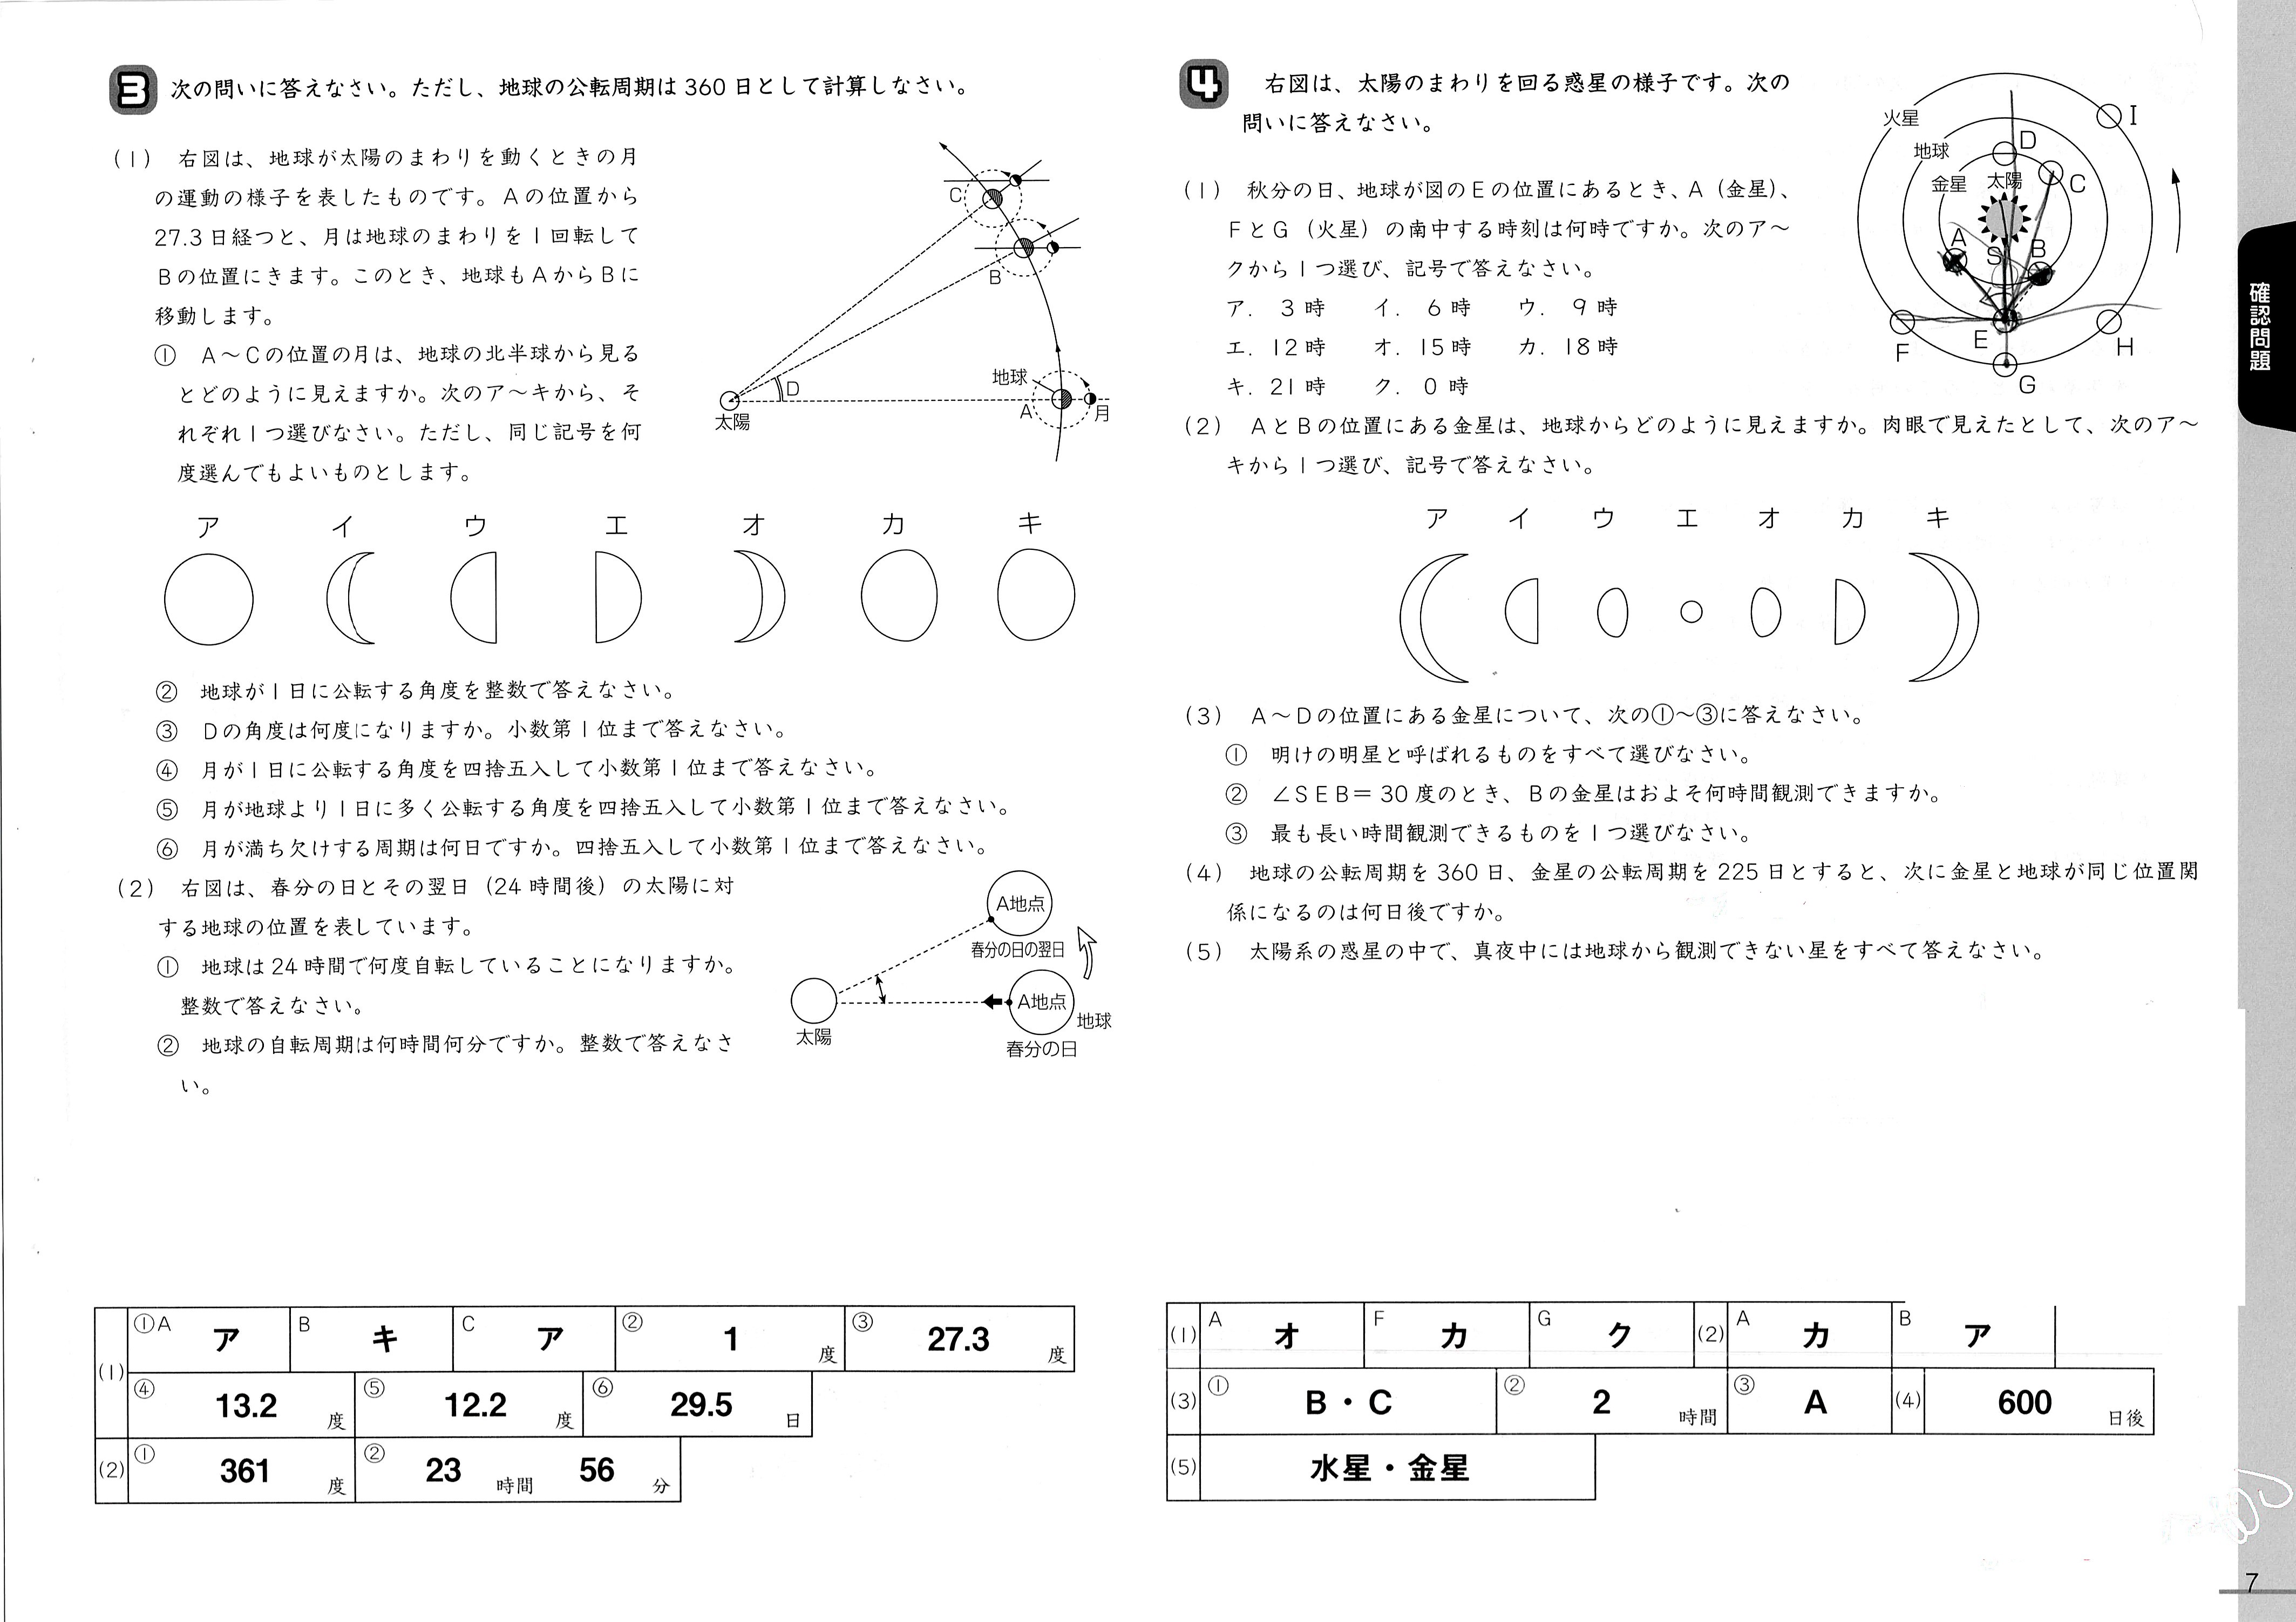 3 次の問いに答えなさい。ただし、地球の公転周期は360日として計算しなさい。
(1) 右図は、地球が太陽のまわりを動くときの月
の運動の様子を表したものです。Aの位置から
27.3日経つと、月は地球のまわりを1回転して
Bの位置にきます。このとき、地球もAからBに
移動します。
① A～Cの位置の月は、地球の北半球から見る
とどのように見えますか。次のア～キから、そ
れぞれ1つ選びなさい。ただし、同じ記号を何
度選んでもよいものとします。
C
B
D
地球
A
月
太陽
ア イ ウ エ オ カ キ
② 地球が1日に公転する角度を整数で答えなさい。
③ Dの角度は何度になりますか。小数第1位まで答えなさい。
④ 月が1日に公転する角度を四捨五入して小数第1位まで答えなさい。
⑤ 月が地球より1日に多く公転する角度を四捨五入して小数第1位まで答えなさい。
⑥ 月が満ち欠けする周期は何日ですか。四捨五入して小数第1位まで答えなさい。
(2) 右図は、春分の日とその翌日（24時間後）の太陽に対
する地球の位置を表しています。
① 地球は24時間で何度自転していることになりますか。
整数で答えなさい。
② 地球の自転周期は何時間何分ですか。整数で答えなさ
い。
A地点
春分の日の翌日
A地点
地球
太陽
春分の日
(1) ①A ア B キ C ア ② 1 度 ③ 27.3 度
④ 13.2 度 ⑤ 12.2 度 ⑥ 29.5 日
(2) ① 361 度 ② 23 時間 56 分
4 右図は、太陽のまわりを回る惑星の様子です。次の
問いに答えなさい。
(1) 秋分の日、地球が図のEの位置にあるとき、A（金星）、
FとG（火星）の南中する時刻は何時ですか。次のア～
クから1つ選び、記号で答えなさい。
ア. 3時 イ. 6時 ウ. 9時
エ. 12時 オ. 15時 カ. 18時
キ. 21時 ク. 0時
火星
I
地球
D
金星
太陽
C
A
S
B
E
F
H
G
(2) AとBの位置にある金星は、地球からどのように見えますか。肉眼で見えたとして、次のア～
キから1つ選び、記号で答えなさい。
ア イ ウ エ オ カ キ
(3) A～Dの位置にある金星について、次の①～③に答えなさい。
① 明けの明星と呼ばれるものをすべて選びなさい。
② ∠SEB＝30度のとき、Bの金星はおよそ何時間観測できますか。
③ 最も長い時間観測できるものを1つ選びなさい。
(4) 地球の公転周期を360日、金星の公転周期を225日とすると、次に金星と地球が同じ位置関
係になるのは何日後ですか。
(5) 太陽系の惑星の中で、真夜中には地球から観測できない星をすべて答えなさい。
(1) A オ F カ G ク (2) A カ B ア
(3) ① B・C ② 2 時間 ③ A (4) 600 日後
(5) 水星・金星
確認問題
7